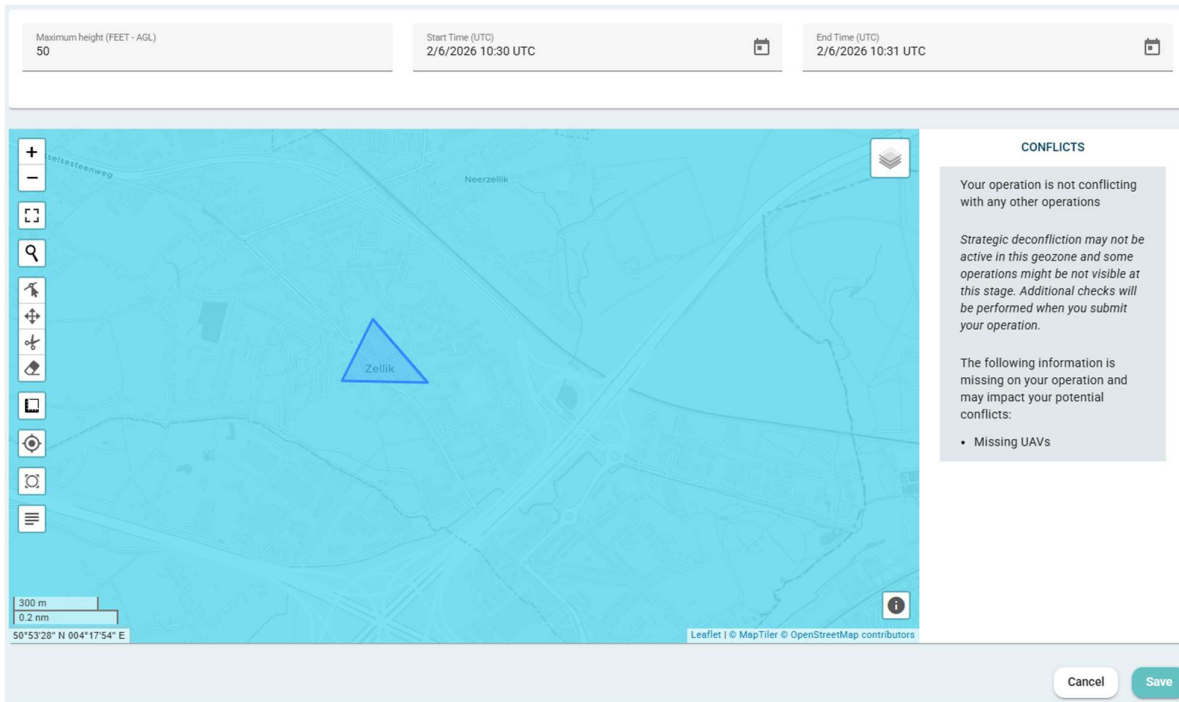 Maximum height (FEET - AGL)
50
Start Time (UTC)
2/6/2026 10:30 UTC
End Time (UTC)
2/6/2026 10:31 UTC
+
−
selsesteenweg
Neerzellik
Zellik
300 m
0.2 nm
50°53'28" N 004°17'54" E
Leaflet | © MapTiler © OpenStreetMap contributors
CONFLICTS
Your operation is not conflicting
with any other operations
Strategic deconfliction may not be
active in this geozone and some
operations might be not visible at
this stage. Additional checks will
be performed when you submit
your operation.
The following information is
missing on your operation and
may impact your potential
conflicts:
• Missing UAVs
Cancel
Save